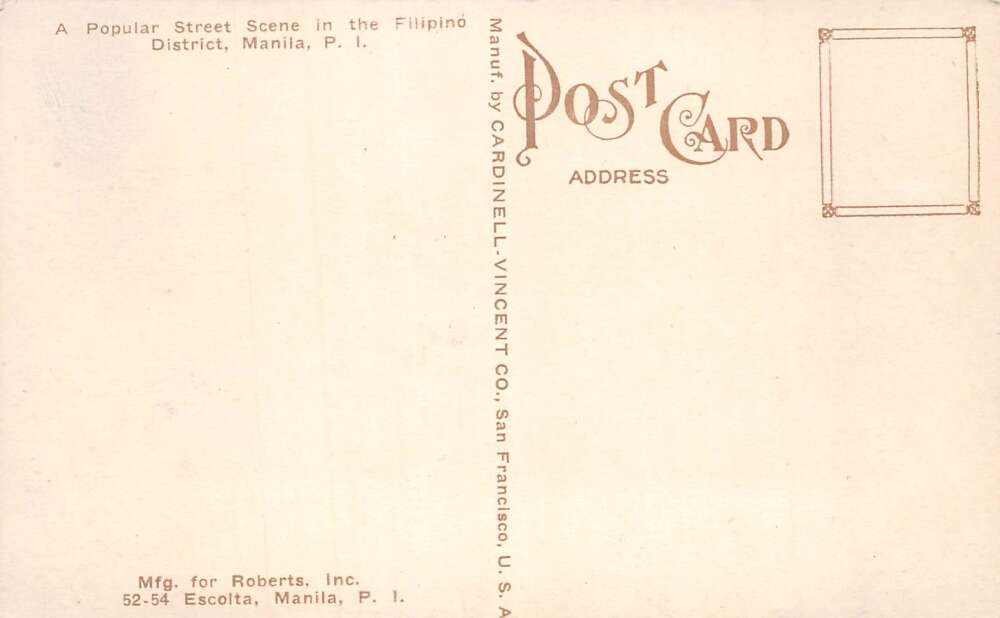 A Popular Street Scene in the Filipino
District, Manila, P. I.
Manuf. by CARDINELL-VINCENT CO., San Francisco, U. S. A
POST CARD
ADDRESS
Mfg. for Roberts, Inc.
52-54 Escolta, Manila, P. I.